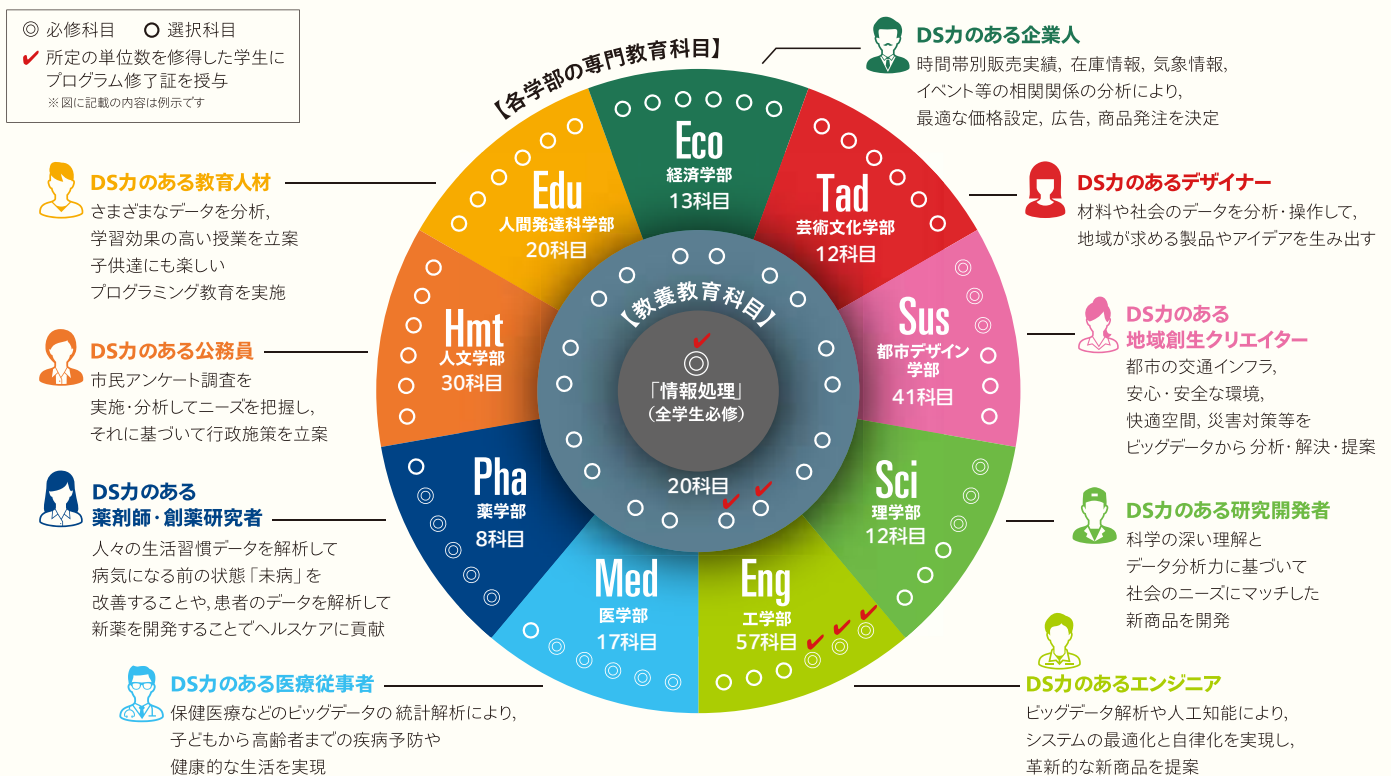 ◎ 必修科目 ○ 選択科目
✔ 所定の単位数を修得した学生に
プログラム修了証を授与
※図に記載の内容は例示です
【各学部の専門教育科目】
Eco
経済学部
13科目
Tad
芸術文化学部
12科目
Sus
都市デザイン
学部
41科目
Sci
理学部
12科目
Eng
工学部
57科目
Med
医学部
17科目
Pha
薬学部
8科目
Hmt
人文学部
30科目
Edu
人間発達科学部
20科目
【教養教育科目】
◎
「情報処理」
(全学生必修)
20科目
DS力のある企業人
時間帯別販売実績, 在庫情報, 気象情報,
イベント等の相関関係の分析により,
最適な価格設定, 広告, 商品発注を決定
DS力のあるデザイナー
材料や社会のデータを分析・操作して,
地域が求める製品やアイデアを生み出す
DS力のある
地域創生クリエイター
都市の交通インフラ,
安心・安全な環境,
快適空間, 災害対策等を
ビッグデータから分析・解決・提案
DS力のある研究開発者
科学の深い理解と
データ分析力に基づいて
社会のニーズにマッチした
新商品を開発
DS力のあるエンジニア
ビッグデータ解析や人工知能により,
システムの最適化と自律化を実現し,
革新的な新商品を提案
DS力のある教育人材
さまざまなデータを分析,
学習効果の高い授業を立案
子供達にも楽しい
プログラミング教育を実施
DS力のある公務員
市民アンケート調査を
実施・分析してニーズを把握し,
それに基づいて行政施策を立案
DS力のある
薬剤師・創薬研究者
人々の生活習慣データを解析して
病気になる前の状態「未病」を
改善することや, 患者のデータを解析して
新薬を開発することでヘルスケアに貢献
DS力のある医療従事者
保健医療などのビッグデータの統計解析により,
子どもから高齢者までの疾病予防や
健康的な生活を実現